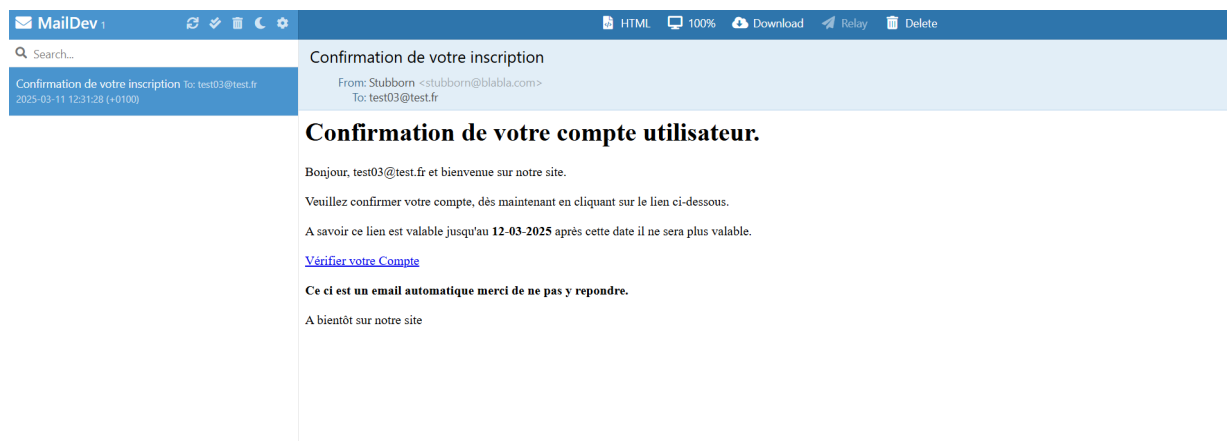 MailDev 1
HTML 100% Download Relay Delete
Search...
Confirmation de votre inscription To: test03@test.fr
2025-03-11 12:31:28 (+0100)
Confirmation de votre inscription
From: Stubborn <stubborn@blabla.com>
To: test03@test.fr
Confirmation de votre compte utilisateur.
Bonjour, test03@test.fr et bienvenue sur notre site.
Veuillez confirmer votre compte, dès maintenant en cliquant sur le lien ci-dessous.
A savoir ce lien est valable jusqu'au 12-03-2025 après cette date il ne sera plus valable.
Vérifier votre Compte
Ce ci est un email automatique merci de ne pas y repondre.
A bientôt sur notre site